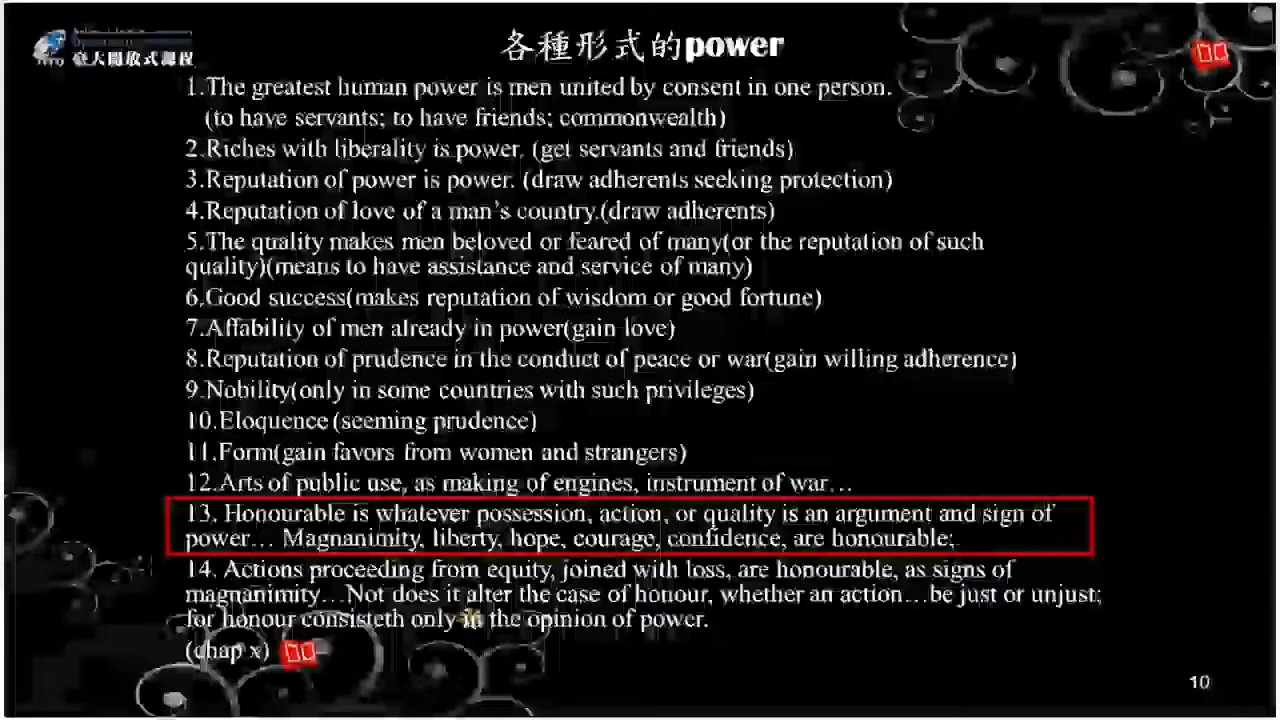 臺大開放式課程
各種形式的power
1.The greatest human power is men united by consent in one person.
(to have servants; to have friends; commonwealth)
2.Riches with liberality is power. (get servants and friends)
3.Reputation of power is power. (draw adherents seeking protection)
4.Reputation of love of a man's country.(draw adherents)
5.The quality makes men beloved or feared of many(or the reputation of such
quality)(means to have assistance and service of many)
6.Good success(makes reputation of wisdom or good fortune)
7.Affability of men already in power(gain love)
8.Reputation of prudence in the conduct of peace or war(gain willing adherence)
9.Nobility(only in some countries with such privileges)
10.Eloquence (seeming prudence)
11.Form(gain favors from women and strangers)
12.Arts of public use, as making of engines, instrument of war…
13. Honourable is whatever possession, action, or quality is an argument and sign of
power… Magnanimity, liberty, hope, courage, confidence, are honourable;
14. Actions proceeding from equity, joined with loss, are honourable, as signs of
magnanimity…Not does it alter the case of honour, whether an action…be just or unjust;
for honour consisteth only in the opinion of power.
(chap x)
10